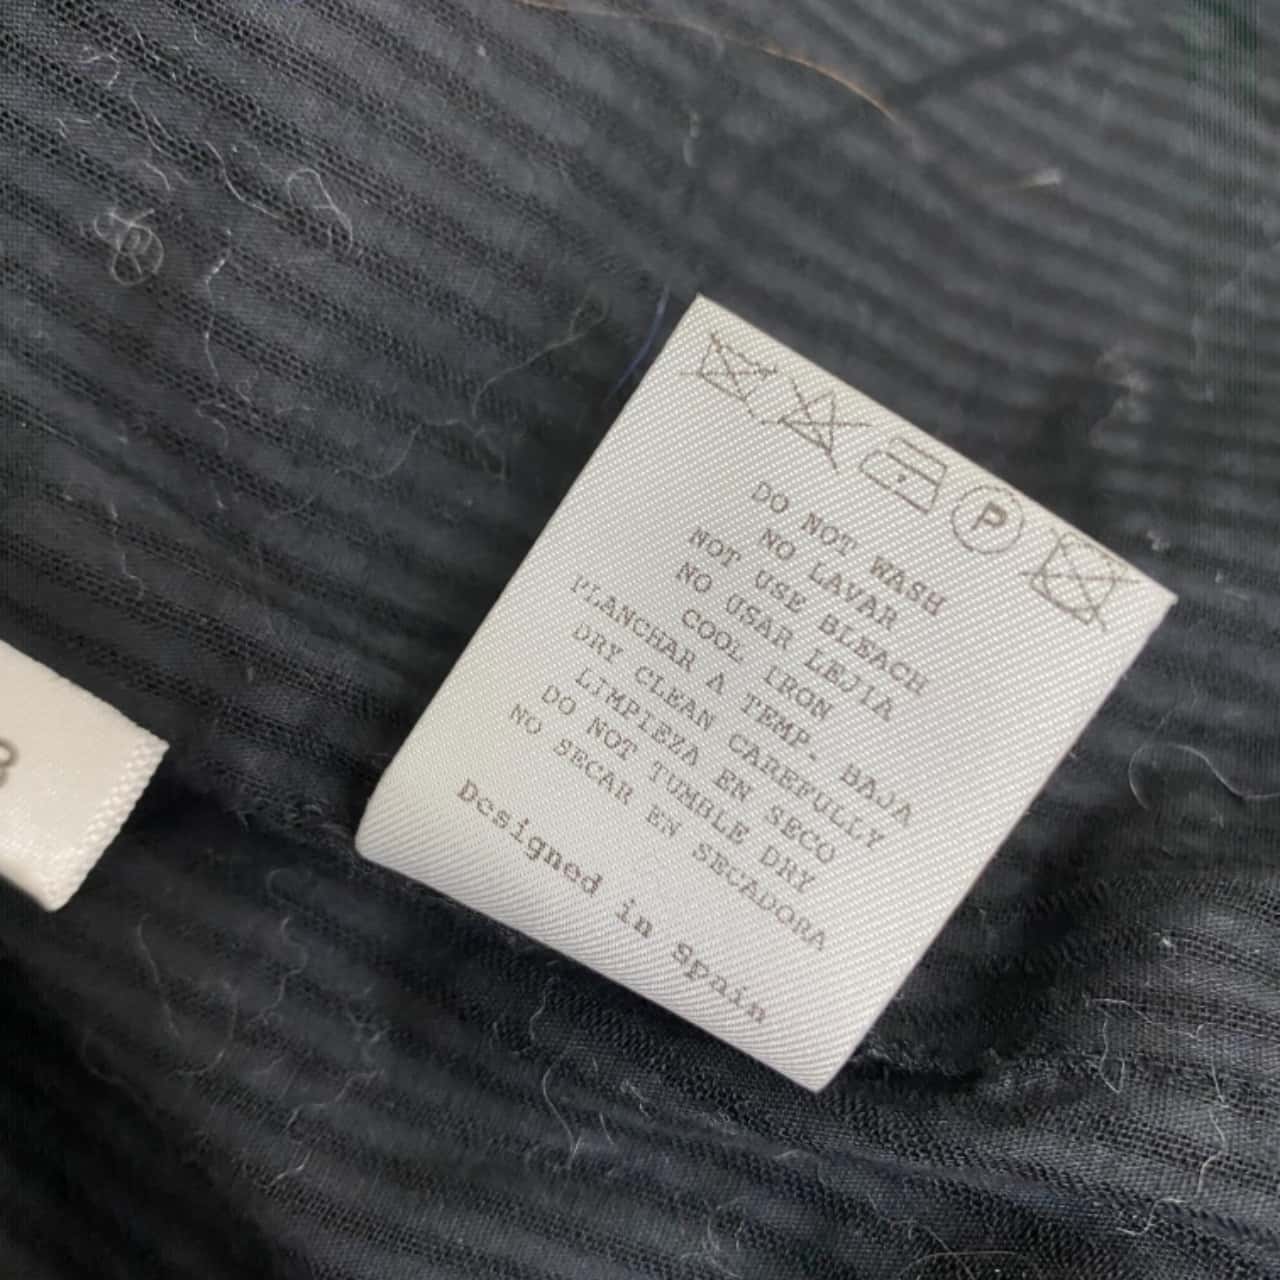 P
DO NOT WASH
NO LAVAR
NOT USE BLEACH
NO USAR LEJIA
COOL IRON
PLANCHAR A TEMP. BAJA
DRY CLEAN CAREFULLY
LIMPIEZA EN SECO
DO NOT TUMBLE DRY
NO SECAR EN SECADORA
Designed in Spain